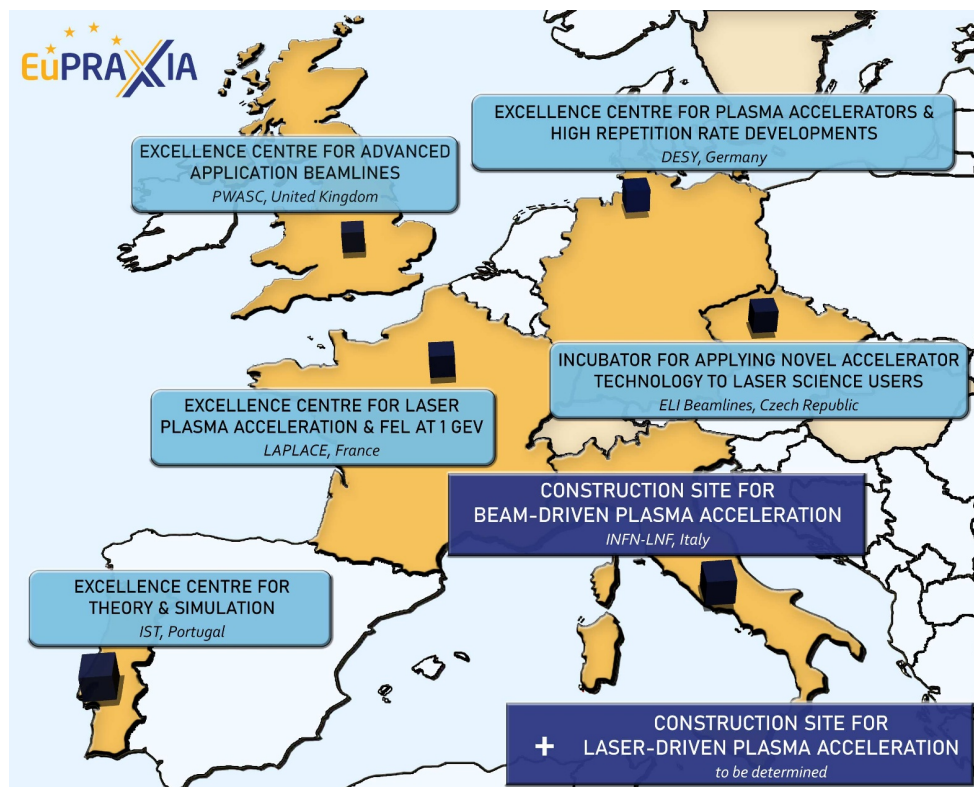 EuPRAXIA
EXCELLENCE CENTRE FOR PLASMA ACCELERATORS &
HIGH REPETITION RATE DEVELOPMENTS
DESY, Germany
EXCELLENCE CENTRE FOR ADVANCED
APPLICATION BEAMLINES
PWASC, United Kingdom
INCUBATOR FOR APPLYING NOVEL ACCELERATOR
TECHNOLOGY TO LASER SCIENCE USERS
ELI Beamlines, Czech Republic
EXCELLENCE CENTRE FOR LASER
PLASMA ACCELERATION & FEL AT 1 GEV
LAPLACE, France
CONSTRUCTION SITE FOR
BEAM-DRIVEN PLASMA ACCELERATION
INFN-LNF, Italy
EXCELLENCE CENTRE FOR
THEORY & SIMULATION
IST, Portugal
CONSTRUCTION SITE FOR
+ LASER-DRIVEN PLASMA ACCELERATION
to be determined